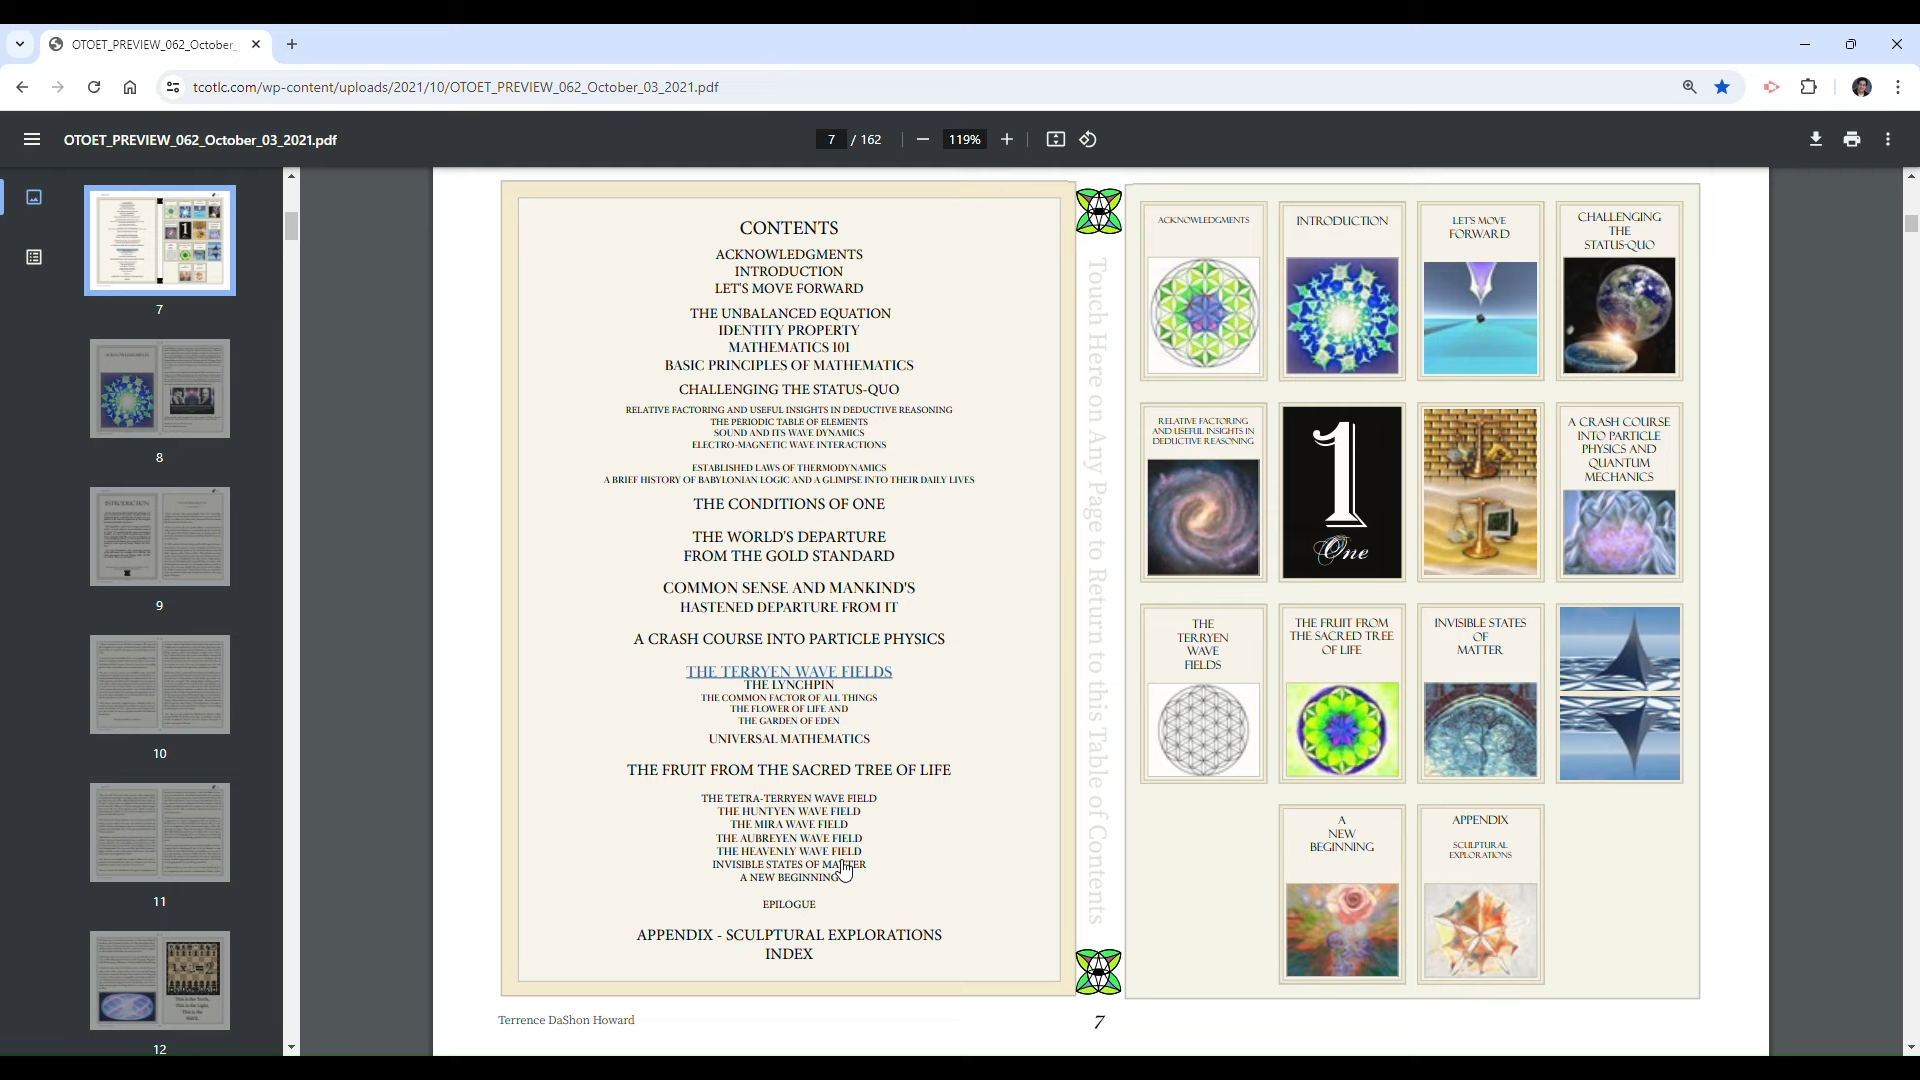 OTOET_PREVIEW_062_October_
tcotlc.com/wp-content/uploads/2021/10/OTOET_PREVIEW_062_October_03_2021.pdf
OTOET_PREVIEW_062_October_03_2021.pdf
7 / 162
119%
7
8
9
10
11
12
CONTENTS
ACKNOWLEDGMENTS
INTRODUCTION
LET'S MOVE FORWARD
THE UNBALANCED EQUATION
IDENTITY PROPERTY
MATHEMATICS 101
BASIC PRINCIPLES OF MATHEMATICS
CHALLENGING THE STATUS-QUO
RELATIVE FACTORING AND USEFUL INSIGHTS IN DEDUCTIVE REASONING
THE PERIODIC TABLE OF ELEMENTS
SOUND AND ITS WAVE DYNAMICS
ELECTRO-MAGNETIC WAVE INTERACTIONS
ESTABLISHED LAWS OF THERMODYNAMICS
A BRIEF HISTORY OF BABYLONIAN LOGIC AND A GLIMPSE INTO THEIR DAILY LIVES
THE CONDITIONS OF ONE
THE WORLD'S DEPARTURE
FROM THE GOLD STANDARD
COMMON SENSE AND MANKIND'S
HASTENED DEPARTURE FROM IT
A CRASH COURSE INTO PARTICLE PHYSICS
THE TERRYEN WAVE FIELDS
THE LYNCHPIN
THE COMMON FACTOR OF ALL THINGS
THE FLOWER OF LIFE AND
THE GARDEN OF EDEN
UNIVERSAL MATHEMATICS
THE FRUIT FROM THE SACRED TREE OF LIFE
THE TETRA-TERRYEN WAVE FIELD
THE HUNTYEN WAVE FIELD
THE MIRA WAVE FIELD
THE AUBREYEN WAVE FIELD
THE HEAVENLY WAVE FIELD
INVISIBLE STATES OF MATTER
A NEW BEGINNING
EPILOGUE
APPENDIX - SCULPTURAL EXPLORATIONS
INDEX
Terrence DaShon Howard
Touch Here on Any Page to Return to this Table of Contents
7
ACKNOWLEDGMENTS
INTRODUCTION
LET'S MOVE
FORWARD
CHALLENGING
THE
STATUS-QUO
RELATIVE FACTORING
AND USEFUL INSIGHTS IN
DEDUCTIVE REASONING
1
One
A CRASH COURSE
INTO PARTICLE
PHYSICS AND
QUANTUM
MECHANICS
THE
TERRYEN
WAVE
FIELDS
THE FRUIT FROM
THE SACRED TREE
OF LIFE
INVISIBLE STATES
OF
MATTER
A
NEW
BEGINNING
APPENDIX
SCULPTURAL
EXPLORATIONS